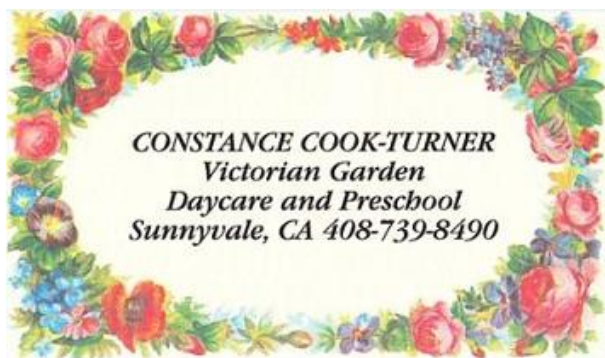 CONSTANCE COOK-TURNER
Victorian Garden
Daycare and Preschool
Sunnyvale, CA 408-739-8490